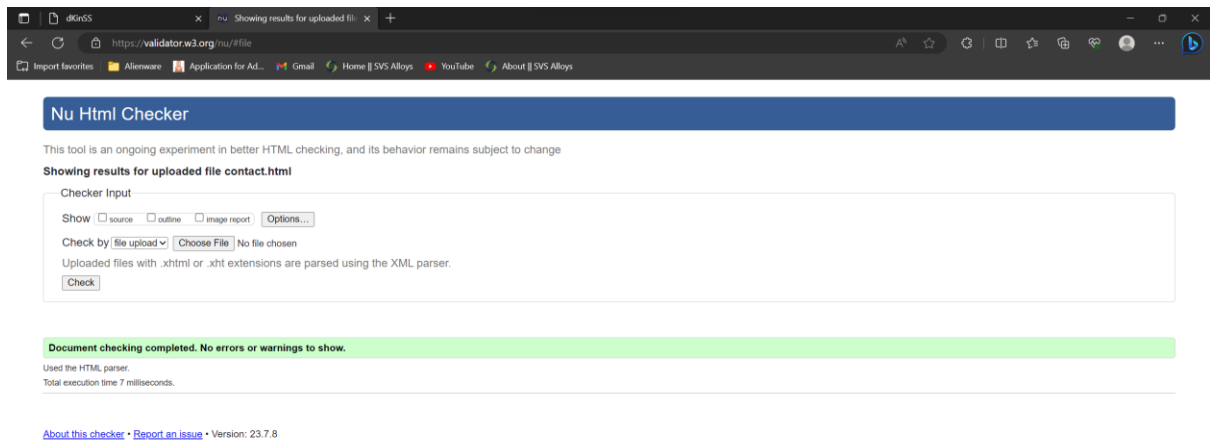 dKinSS
Showing results for uploaded fil
https://validator.w3.org/nu/#file
Import favorites Alienware Application for Ad... Gmail Home || SVS Alloys YouTube About || SVS Alloys
Nu Html Checker
This tool is an ongoing experiment in better HTML checking, and its behavior remains subject to change
Showing results for uploaded file contact.html
Checker Input
Show source outline image report Options...
Check by file upload Choose File No file chosen
Uploaded files with .xhtml or .xht extensions are parsed using the XML parser.
Check
Document checking completed. No errors or warnings to show.
Used the HTML parser.
Total execution time 7 milliseconds.
About this checker • Report an issue • Version: 23.7.8